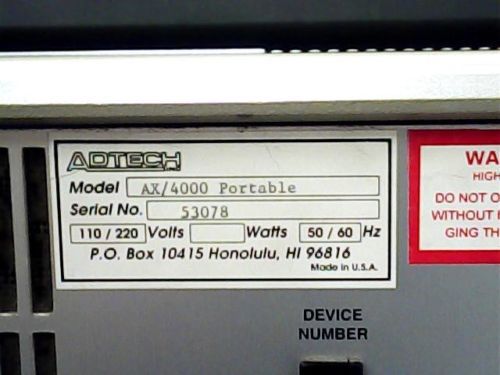 ADTECH
Model AX/4000 Portable
Serial No. 53078
110 / 220 Volts Watts 50 / 60 Hz
P.O. Box 10415 Honolulu, HI 96816
Made in U.S.A.
HIGH
DO NOT O
WITHOUT
GING TH
DEVICE
NUMBER